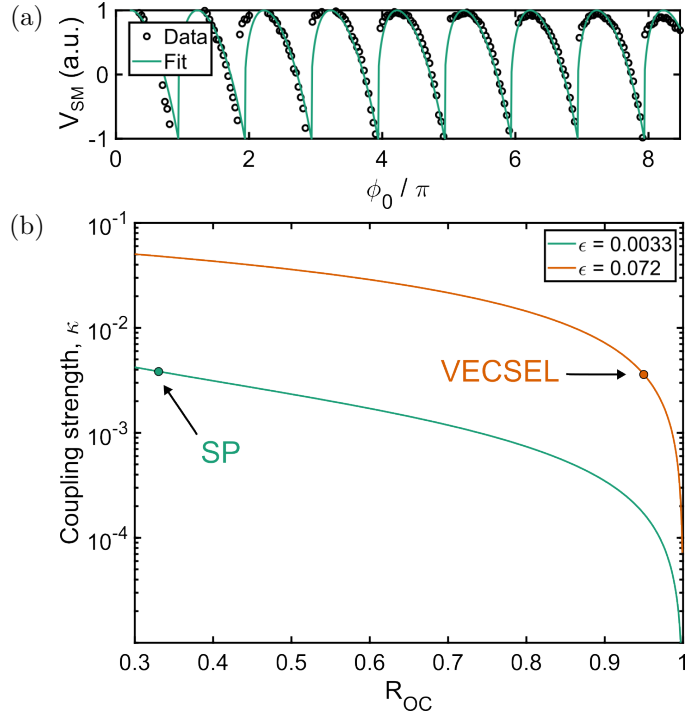 (a)
1
0
-1
V_SM (a.u.)
Data
Fit
0 2 4 6 8
ϕ_0 / π
(b)
10^-1
10^-2
10^-3
10^-4
Coupling strength, κ
ϵ = 0.0033
ϵ = 0.072
VECSEL
SP
0.3 0.4 0.5 0.6 0.7 0.8 0.9 1
R_OC